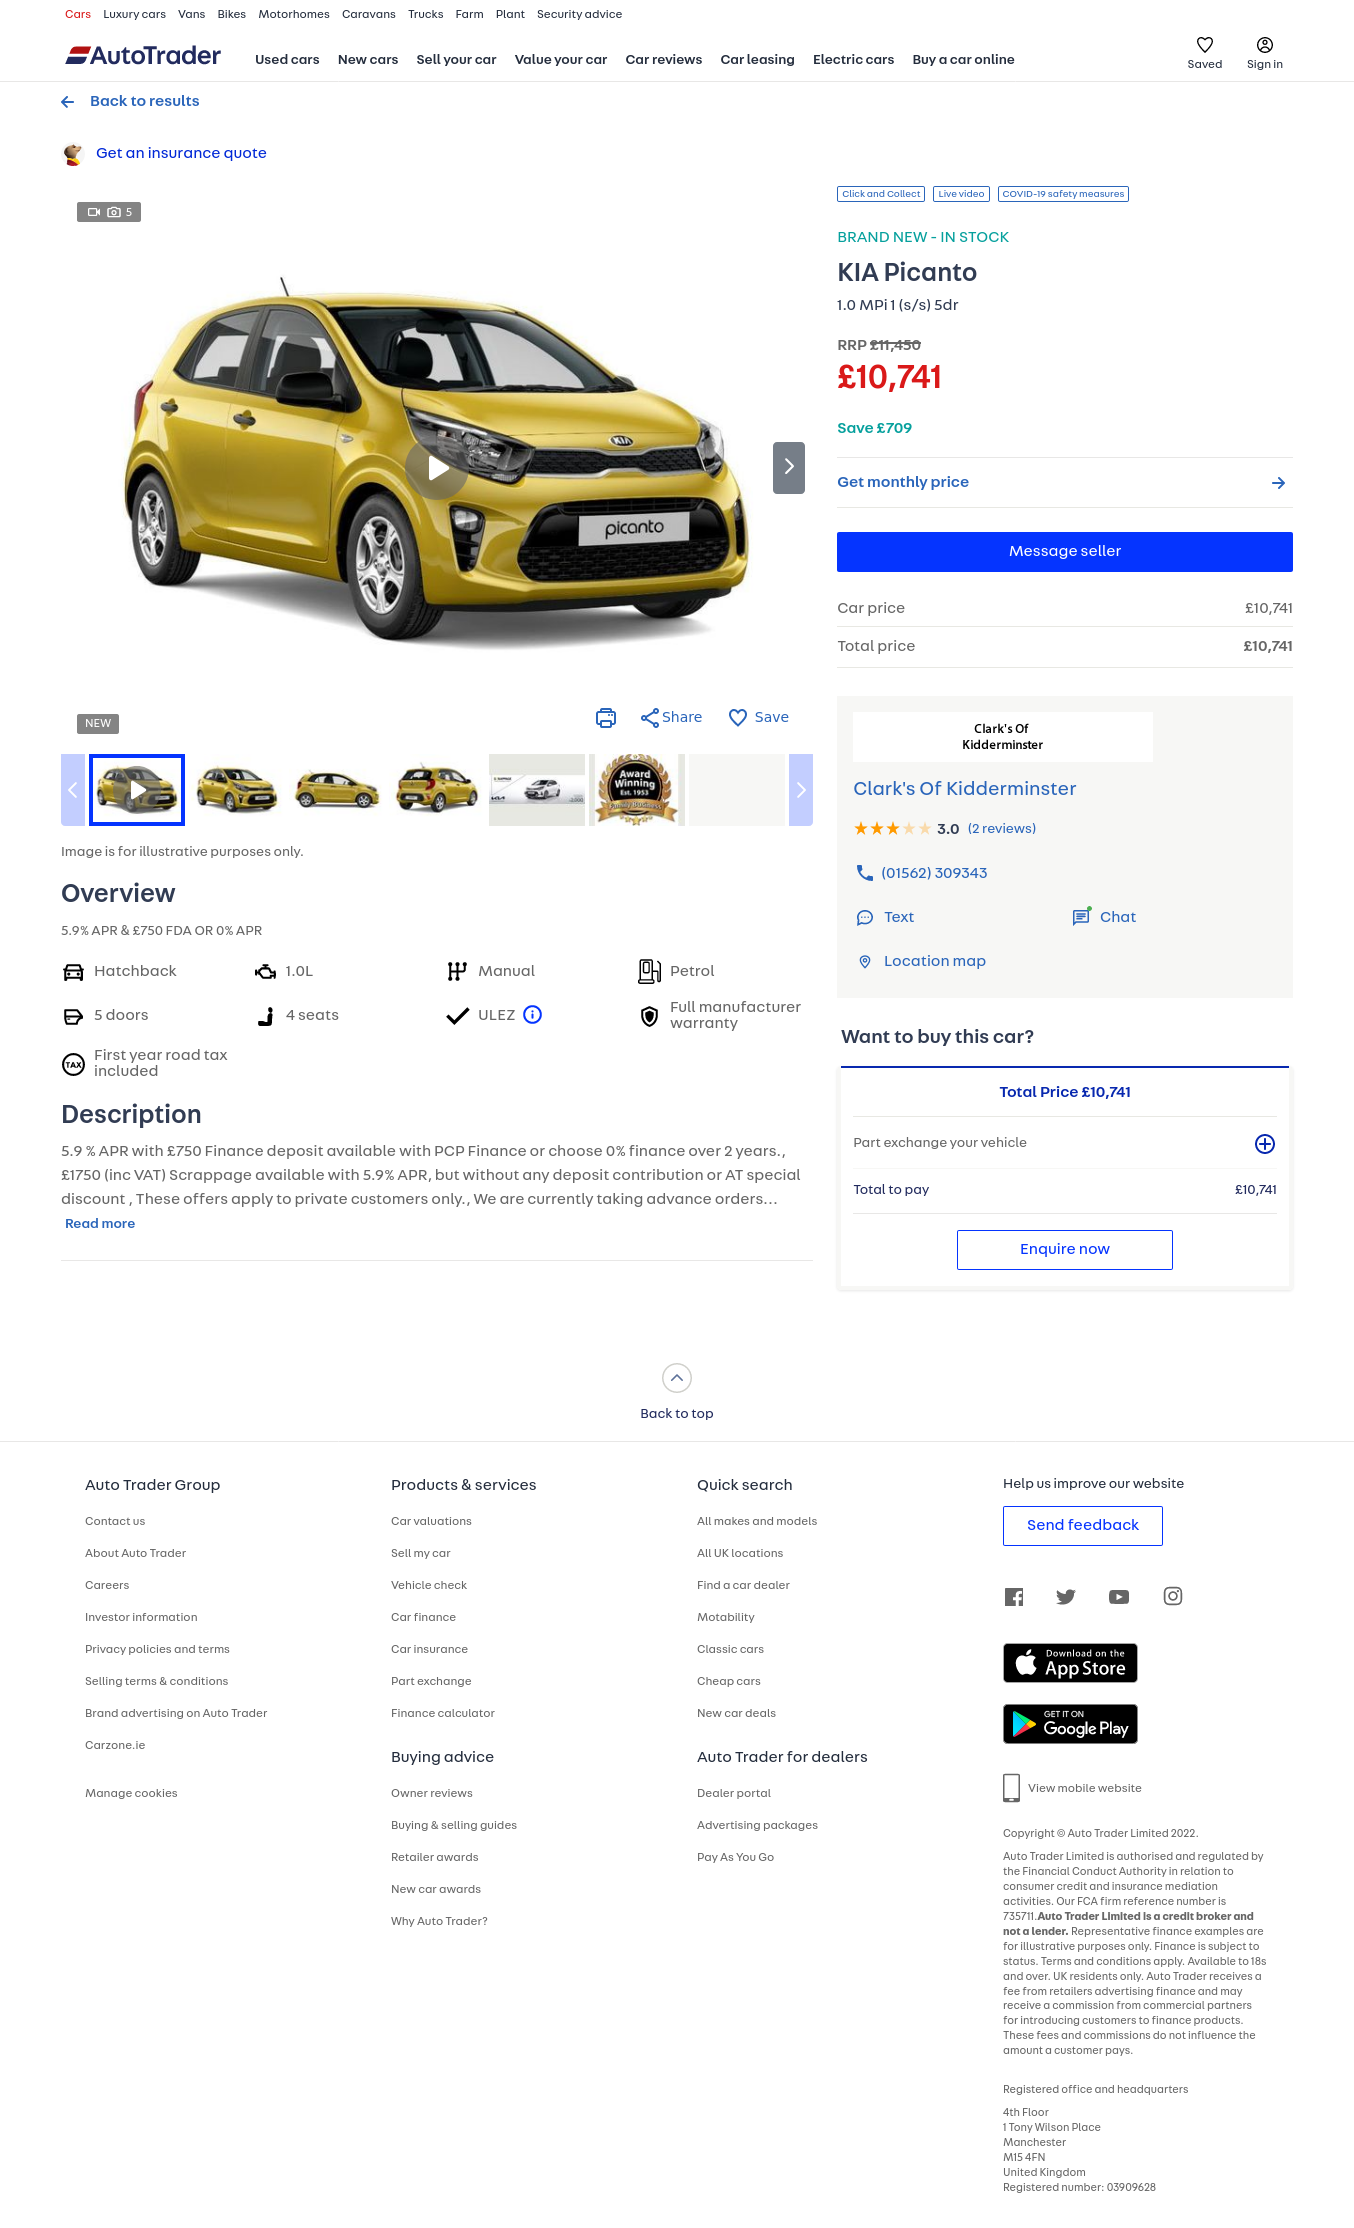 Cars Luxury cars Vans Bikes Motorhomes Caravans Trucks Farm Plant Security advice
AutoTrader
Used cars New cars Sell your car Value your car Car reviews Car leasing Electric cars Buy a car online
Saved Sign in
Back to results
Get an insurance quote
5
KIA
picanto
NEW
Share Save
Award
Winning
Est. 1953
Family Business
Image is for illustrative purposes only.
Overview
5.9% APR & £750 FDA OR 0% APR
Hatchback 1.0L Manual Petrol
5 doors 4 seats ULEZ Full manufacturer
warranty
TAX First year road tax
included
Description
5.9 % APR with £750 Finance deposit available with PCP Finance or choose 0% finance over 2 years.,
£1750 (inc VAT) Scrappage available with 5.9% APR, but without any deposit contribution or AT special
discount , These offers apply to private customers only., We are currently taking advance orders...
Read more
Click and Collect Live video COVID-19 safety measures
BRAND NEW - IN STOCK
KIA Picanto
1.0 MPi 1 (s/s) 5dr
RRP £11,450
£10,741
Save £709
Get monthly price
Message seller
Car price £10,741
Total price £10,741
Clark's Of
Kidderminster
Clark's Of Kidderminster
3.0 (2 reviews)
(01562) 309343
Text Chat
Location map
Want to buy this car?
Total Price £10,741
Part exchange your vehicle
Total to pay £10,741
Enquire now
Back to top
Auto Trader Group
Contact us
About Auto Trader
Careers
Investor information
Privacy policies and terms
Selling terms & conditions
Brand advertising on Auto Trader
Carzone.ie
Manage cookies
Products & services
Car valuations
Sell my car
Vehicle check
Car finance
Car insurance
Part exchange
Finance calculator
Buying advice
Owner reviews
Buying & selling guides
Retailer awards
New car awards
Why Auto Trader?
Quick search
All makes and models
All UK locations
Find a car dealer
Motability
Classic cars
Cheap cars
New car deals
Auto Trader for dealers
Dealer portal
Advertising packages
Pay As You Go
Help us improve our website
Send feedback
Download on the
App Store
GET IT ON
Google Play
View mobile website
Copyright © Auto Trader Limited 2022.
Auto Trader Limited is authorised and regulated by
the Financial Conduct Authority in relation to
consumer credit and insurance mediation
activities. Our FCA firm reference number is
735711.Auto Trader Limited is a credit broker and
not a lender. Representative finance examples are
for illustrative purposes only. Finance is subject to
status. Terms and conditions apply. Available to 18s
and over. UK residents only. Auto Trader receives a
fee from retailers advertising finance and may
receive a commission from commercial partners
for introducing customers to finance products.
These fees and commissions do not influence the
amount a customer pays.
Registered office and headquarters
4th Floor
1 Tony Wilson Place
Manchester
M15 4FN
United Kingdom
Registered number: 03909628